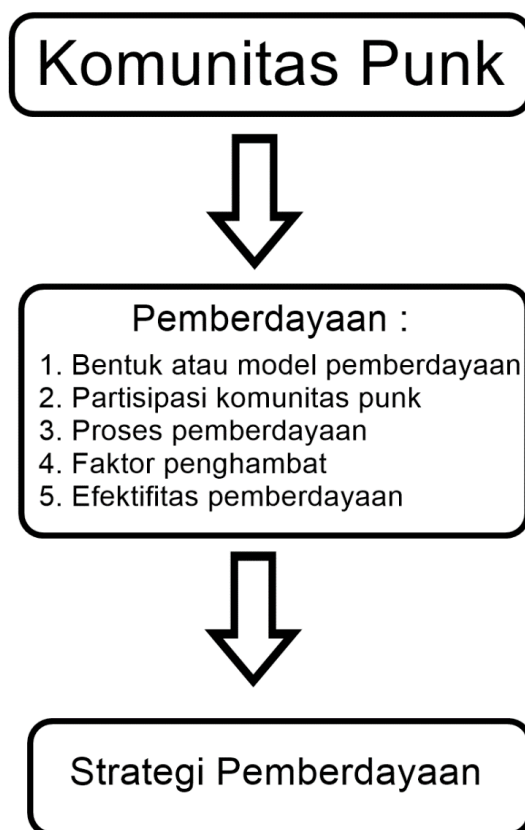 Komunitas Punk
Pemberdayaan :
1. Bentuk atau model pemberdayaan
2. Partisipasi komunitas punk
3. Proses pemberdayaan
4. Faktor penghambat
5. Efektifitas pemberdayaan
Strategi Pemberdayaan